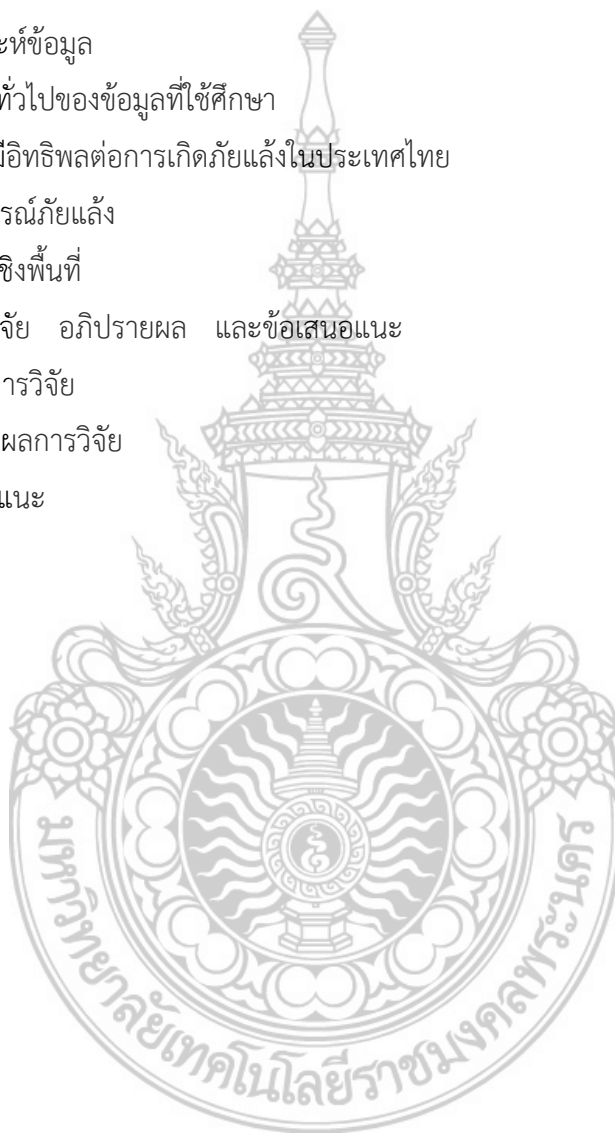 ะห์ข้อมูล
ทั่วไปของข้อมูลที่ใช้ศึกษา
มีอิทธิพลต่อการเกิดภัยแล้งในประเทศไทย
รณ์ภัยแล้ง
ชิงพื้นที่
จัย อภิปรายผล และข้อเสนอแนะ
ารวิจัย
ผลการวิจัย
แนะ
มหาวิทยาลัยเทคโนโลยีราชมงคลพระนคร